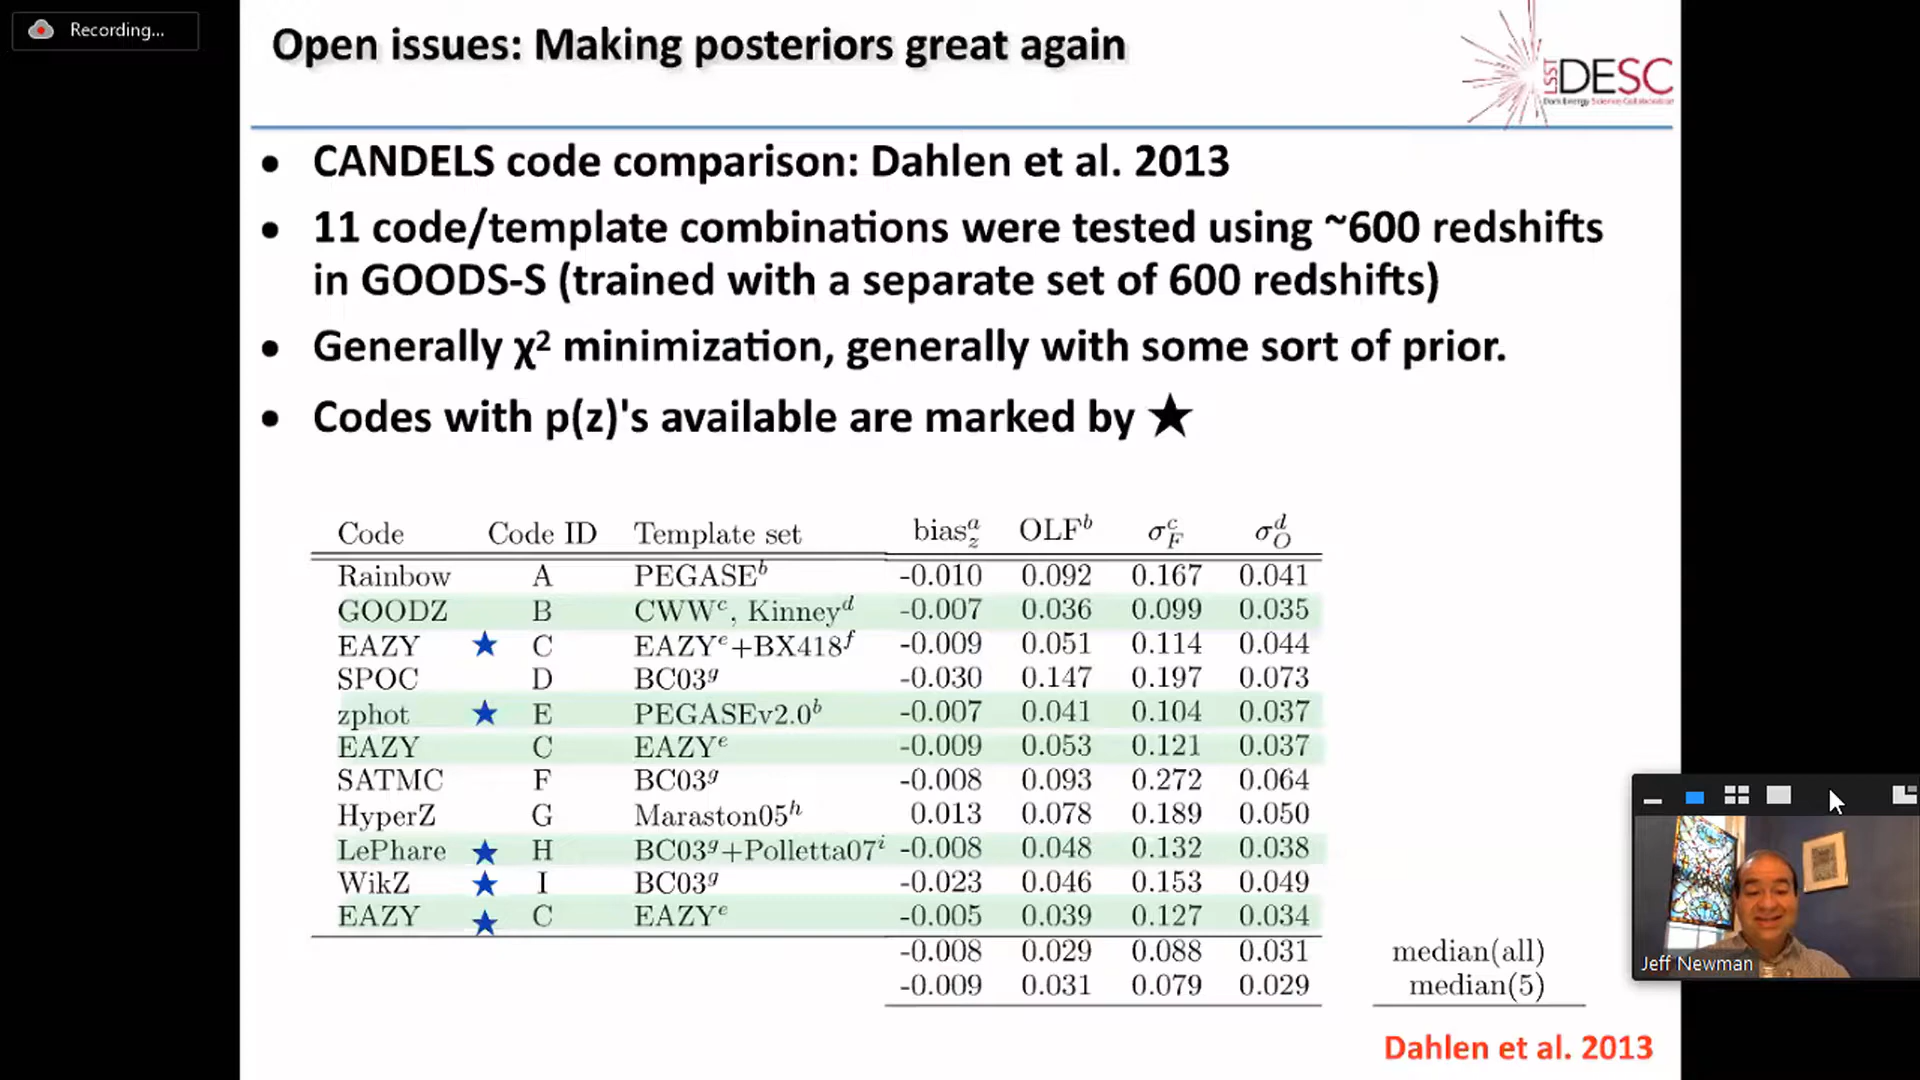 Recording...
Open issues: Making posteriors great again
LSST DESC
Dark Energy Science Collaboration
• CANDELS code comparison: Dahlen et al. 2013
• 11 code/template combinations were tested using ~600 redshifts
in GOODS-S (trained with a separate set of 600 redshifts)
• Generally χ² minimization, generally with some sort of prior.
• Codes with p(z)'s available are marked by ★
Code Code ID Template set bias_z^a OLF^b σ_F^c σ_O^d
Rainbow A PEGASE^b -0.010 0.092 0.167 0.041
GOODZ B CWW^c, Kinney^d -0.007 0.036 0.099 0.035
EAZY ★ C EAZY^e+BX418^f -0.009 0.051 0.114 0.044
SPOC D BC03^g -0.030 0.147 0.197 0.073
zphot ★ E PEGASEv2.0^b -0.007 0.041 0.104 0.037
EAZY C EAZY^e -0.009 0.053 0.121 0.037
SATMC F BC03^g -0.008 0.093 0.272 0.064
HyperZ G Maraston05^h 0.013 0.078 0.189 0.050
LePhare ★ H BC03^g+Polletta07^i -0.008 0.048 0.132 0.038
WikZ ★ I BC03^g -0.023 0.046 0.153 0.049
EAZY ★ C EAZY^e -0.005 0.039 0.127 0.034
-0.008 0.029 0.088 0.031 median(all)
-0.009 0.031 0.079 0.029 median(5)
Jeff Newman
Dahlen et al. 2013